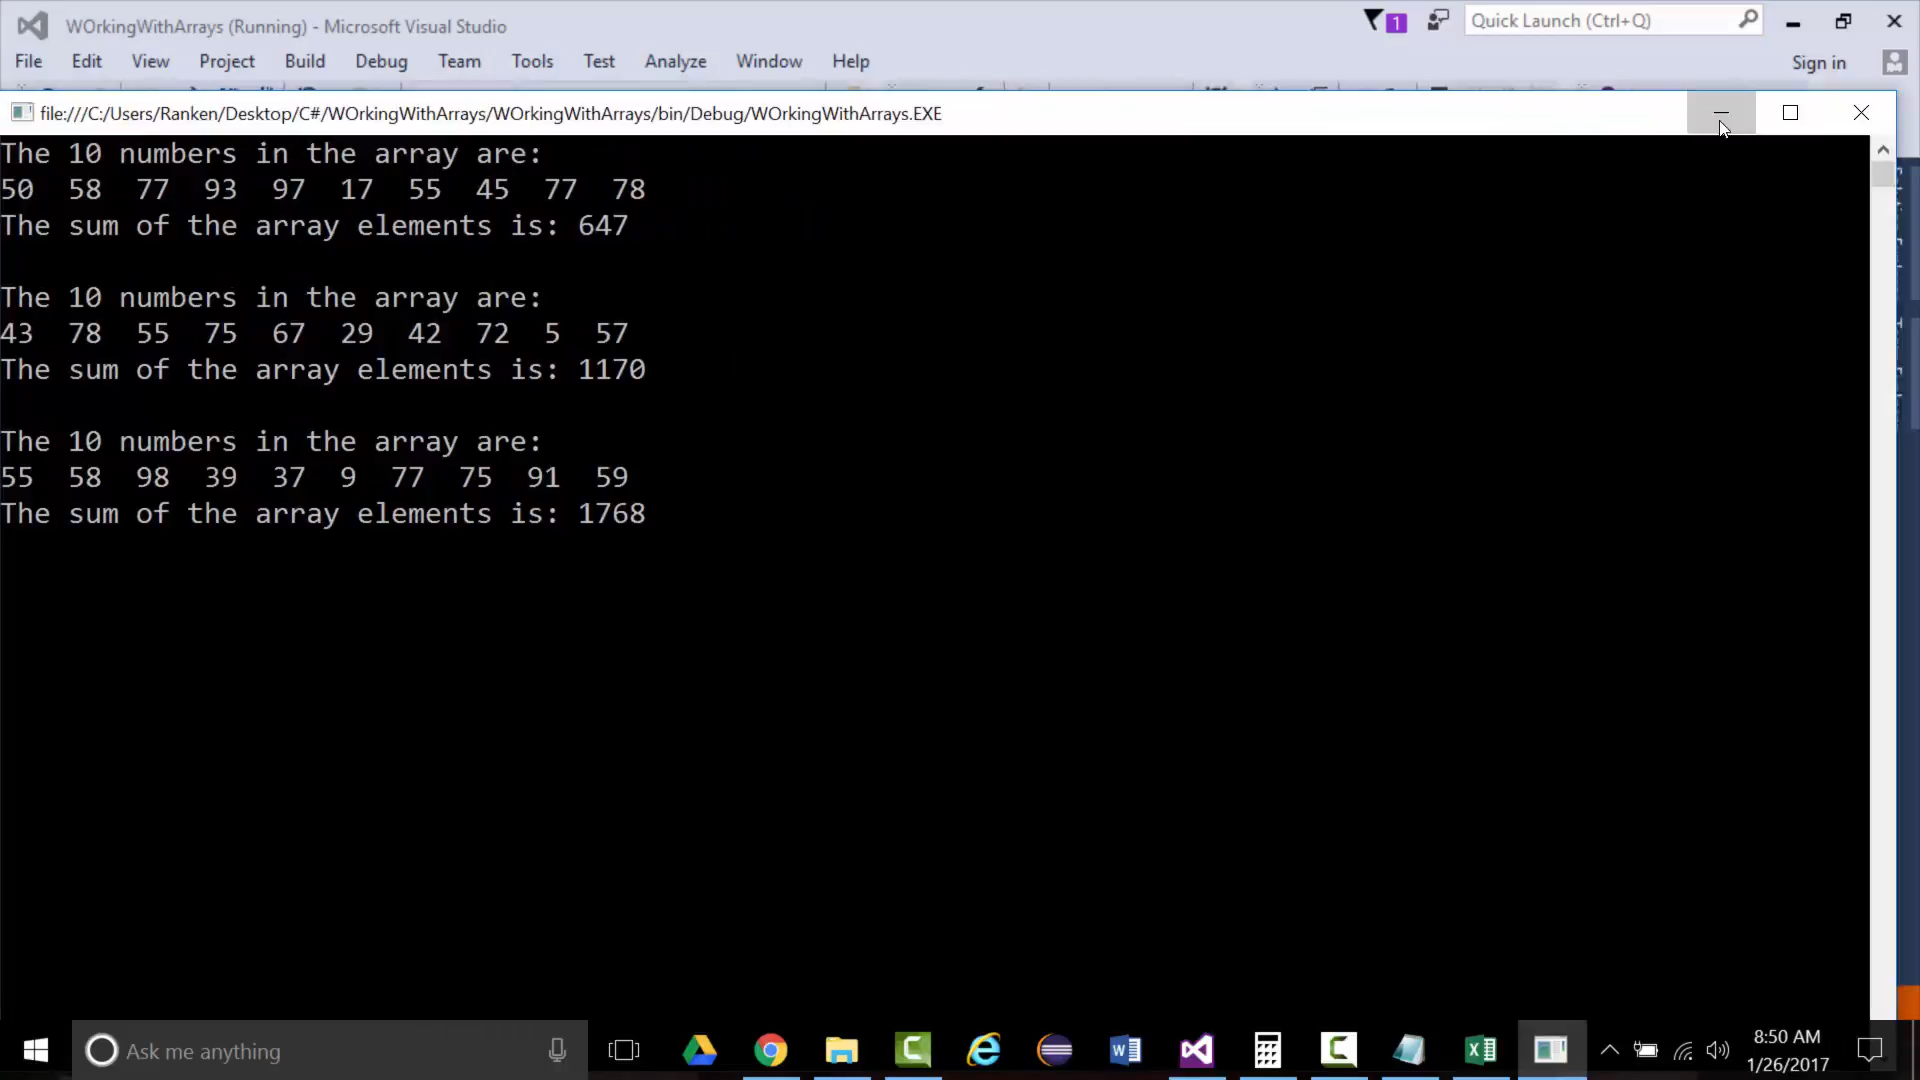 WOrkingWithArrays (Running) - Microsoft Visual Studio
1
Quick Launch (Ctrl+Q)
File Edit View Project Build Debug Team Tools Test Analyze Window Help
Sign in
file:///C:/Users/Ranken/Desktop/C#/WOrkingWithArrays/WOrkingWithArrays/bin/Debug/WOrkingWithArrays.EXE
The 10 numbers in the array are:
50 58 77 93 97 17 55 45 77 78
The sum of the array elements is: 647
The 10 numbers in the array are:
43 78 55 75 67 29 42 72 5 57
The sum of the array elements is: 1170
The 10 numbers in the array are:
55 58 98 39 37 9 77 75 91 59
The sum of the array elements is: 1768
Ask me anything
8:50 AM
1/26/2017